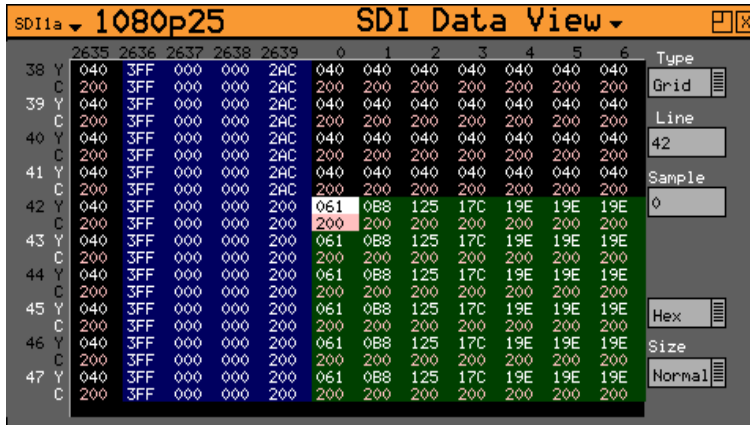 SDI1a 1080p25 SDI Data View
2635 2636 2637 2638 2639 0 1 2 3 4 5 6
38 Y 040 3FF 000 000 2AC 040 040 040 040 040 040 040
C 200 3FF 000 000 2AC 200 200 200 200 200 200 200
39 Y 040 3FF 000 000 2AC 040 040 040 040 040 040 040
C 200 3FF 000 000 2AC 200 200 200 200 200 200 200
40 Y 040 3FF 000 000 2AC 040 040 040 040 040 040 040
C 200 3FF 000 000 2AC 200 200 200 200 200 200 200
41 Y 040 3FF 000 000 2AC 040 040 040 040 040 040 040
C 200 3FF 000 000 2AC 200 200 200 200 200 200 200
42 Y 040 3FF 000 000 200 061 0B8 125 17C 19E 19E 19E
C 200 3FF 000 000 200 200 200 200 200 200 200 200
43 Y 040 3FF 000 000 200 061 0B8 125 17C 19E 19E 19E
C 200 3FF 000 000 200 200 200 200 200 200 200 200
44 Y 040 3FF 000 000 200 061 0B8 125 17C 19E 19E 19E
C 200 3FF 000 000 200 200 200 200 200 200 200 200
45 Y 040 3FF 000 000 200 061 0B8 125 17C 19E 19E 19E
C 200 3FF 000 000 200 200 200 200 200 200 200 200
46 Y 040 3FF 000 000 200 061 0B8 125 17C 19E 19E 19E
C 200 3FF 000 000 200 200 200 200 200 200 200 200
47 Y 040 3FF 000 000 200 061 0B8 125 17C 19E 19E 19E
C 200 3FF 000 000 200 200 200 200 200 200 200 200
Type
Grid
Line
42
Sample
0
Hex
Size
Normal